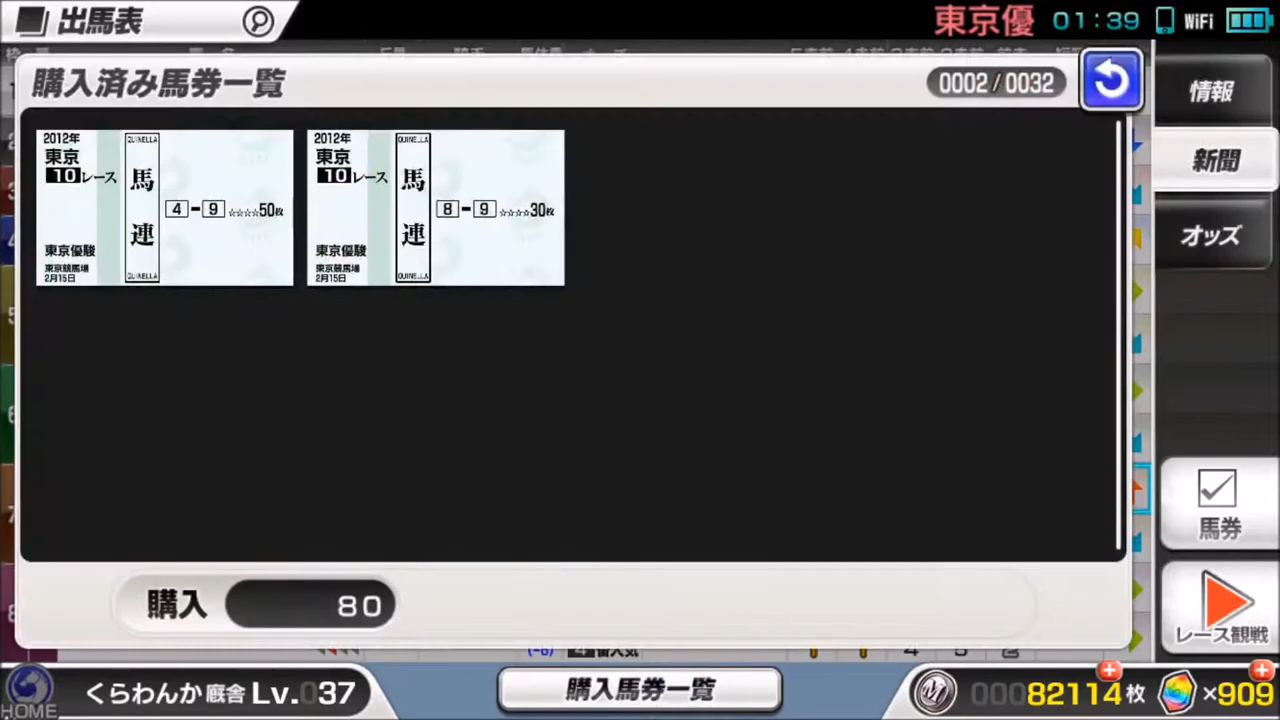 出馬表
東京優
01:39
WiFi
購入済み馬券一覧
0002/0032
情報
新聞
オッズ
2012年
東京
10レース
QUINELLA
馬連
QUINELLA
4-9 ☆☆☆☆50枚
東京優駿
東京競馬場
2月15日
2012年
東京
10レース
QUINELLA
馬連
QUINELLA
8-9 ☆☆☆☆30枚
東京優駿
東京競馬場
2月15日
馬券
レース観戦
購入 80
HOME
くらわんか厩舎 Lv.037
購入馬券一覧
M 00082114枚
×909